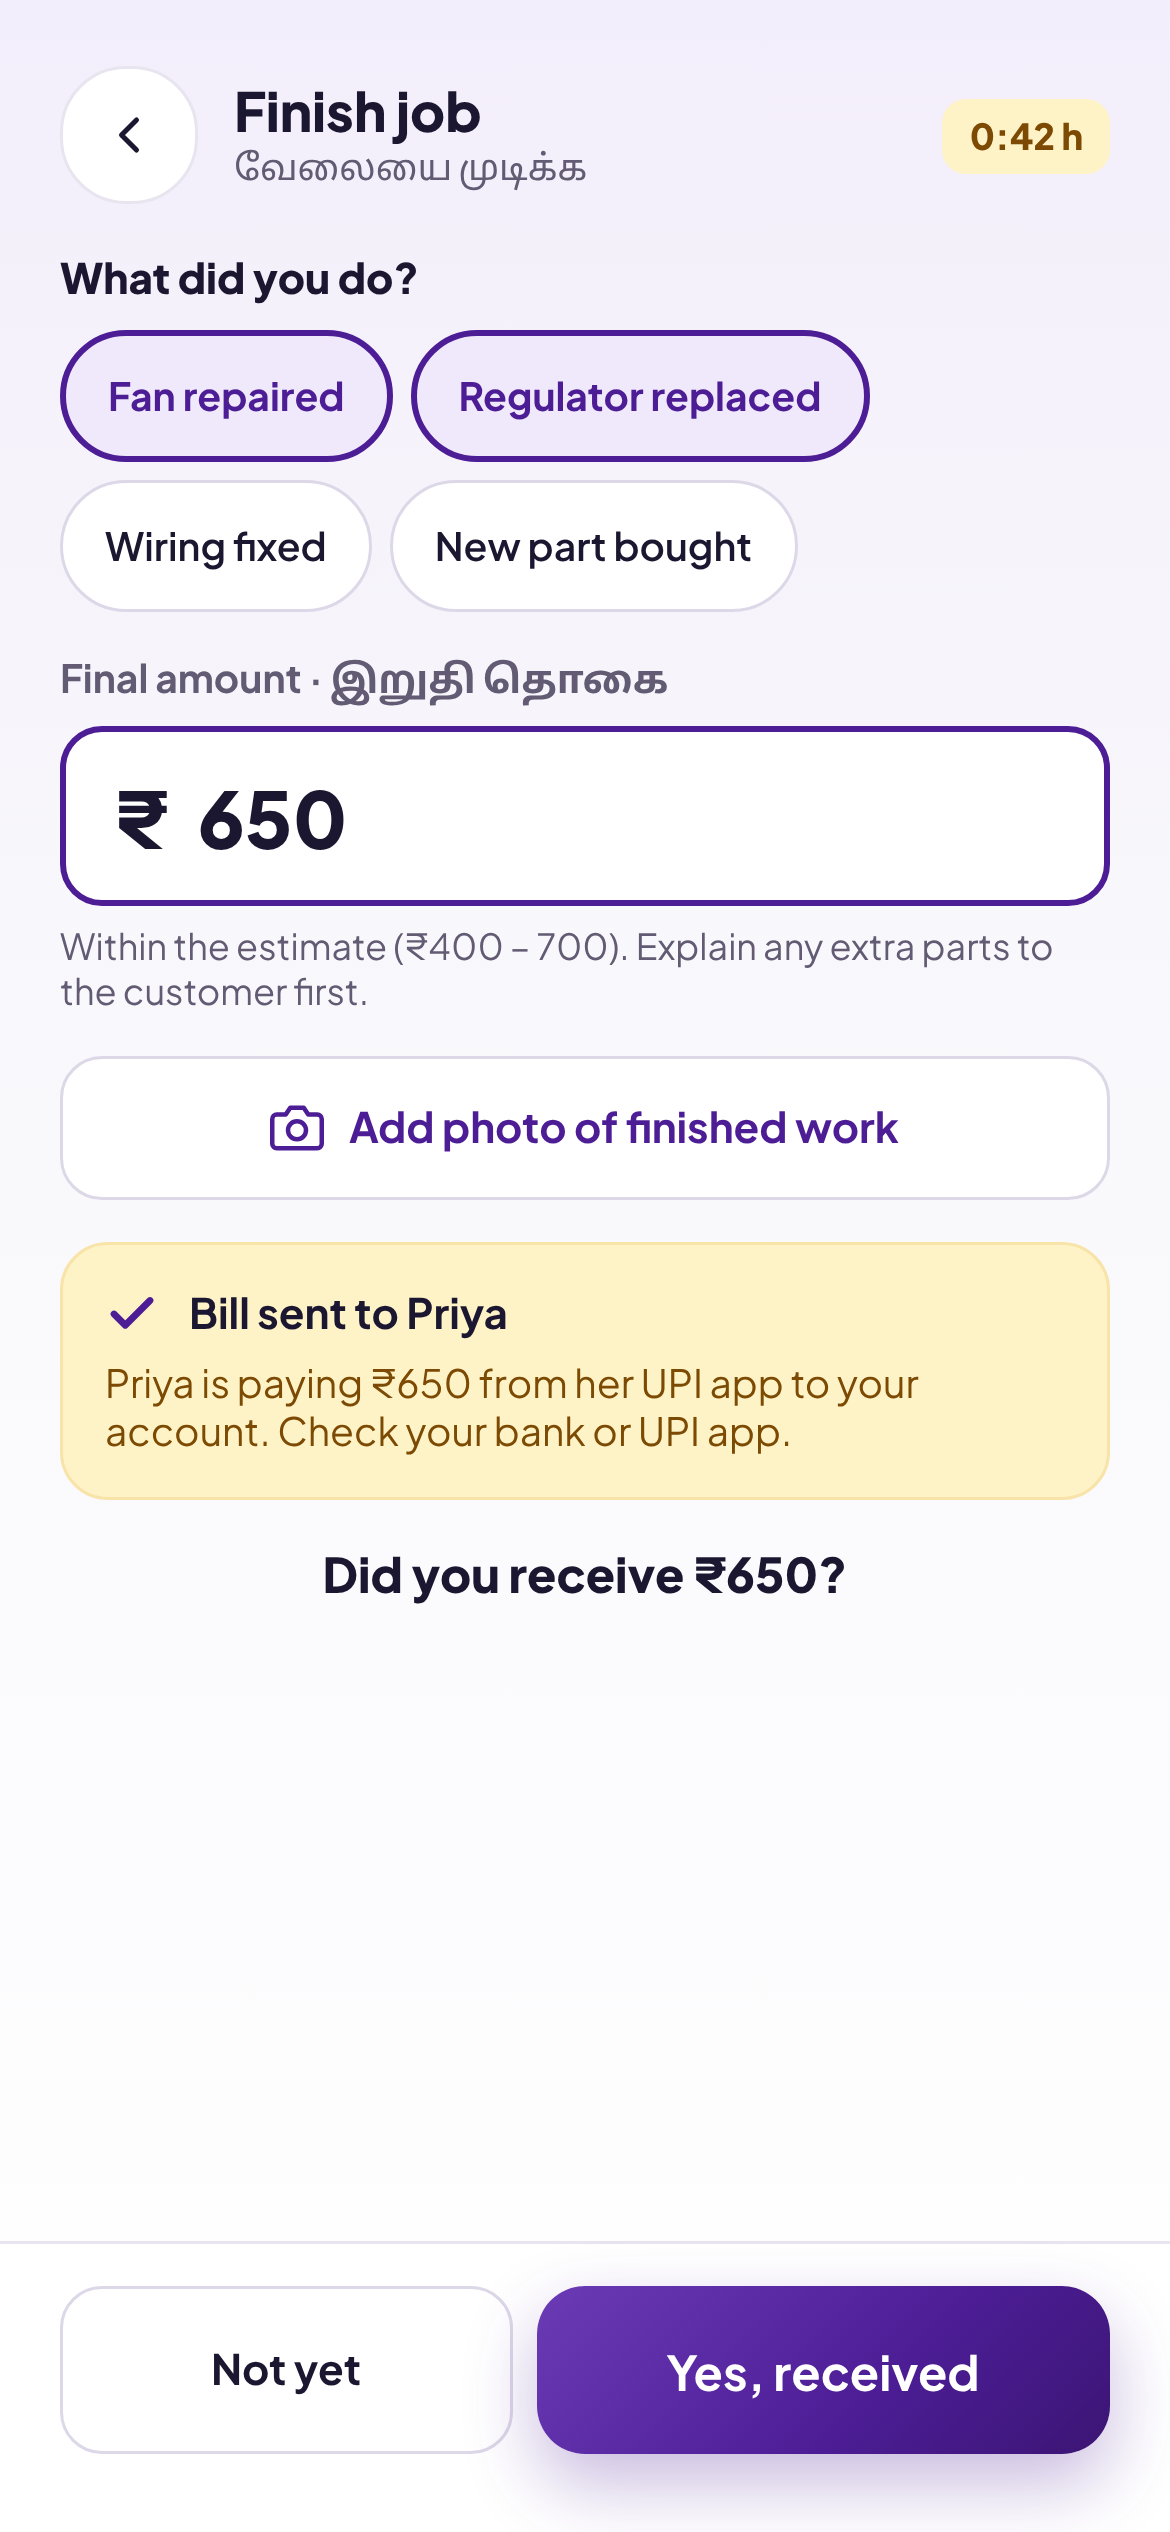 Finish job
வேலையை முடிக்க
0:42 h
What did you do?
Fan repaired
Regulator replaced
Wiring fixed
New part bought
Final amount · இறுதி தொகை
₹ 650
Within the estimate (₹400 – 700). Explain any extra parts to
the customer first.
Add photo of finished work
Bill sent to Priya
Priya is paying ₹650 from her UPI app to your
account. Check your bank or UPI app.
Did you receive ₹650?
Not yet
Yes, received